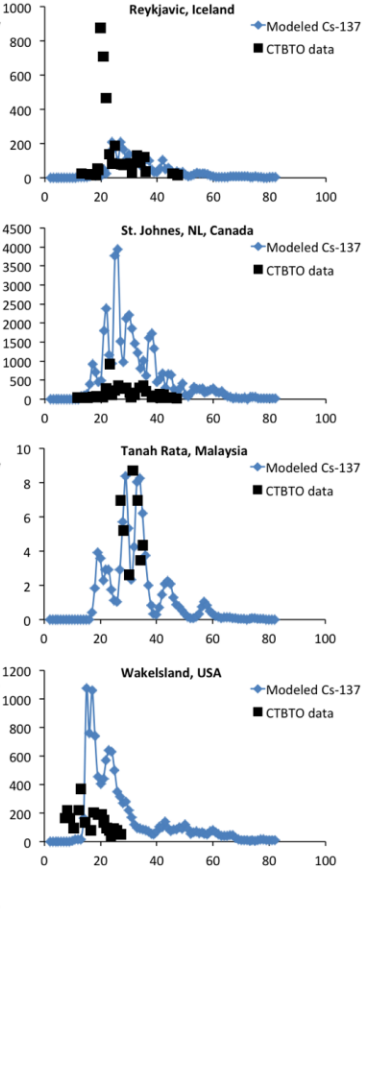 Reykjavic, Iceland
1000
800
600
400
200
0
Modeled Cs-137
CTBTO data
0 20 40 60 80 100
St. Johnes, NL, Canada
4500
4000
3500
3000
2500
2000
1500
1000
500
0
Modeled Cs-137
CTBTO data
0 20 40 60 80 100
Tanah Rata, Malaysia
10
8
6
4
2
0
Modeled Cs-137
CTBTO data
0 20 40 60 80 100
WakeIsland, USA
1200
1000
800
600
400
200
0
Modeled Cs-137
CTBTO data
0 20 40 60 80 100